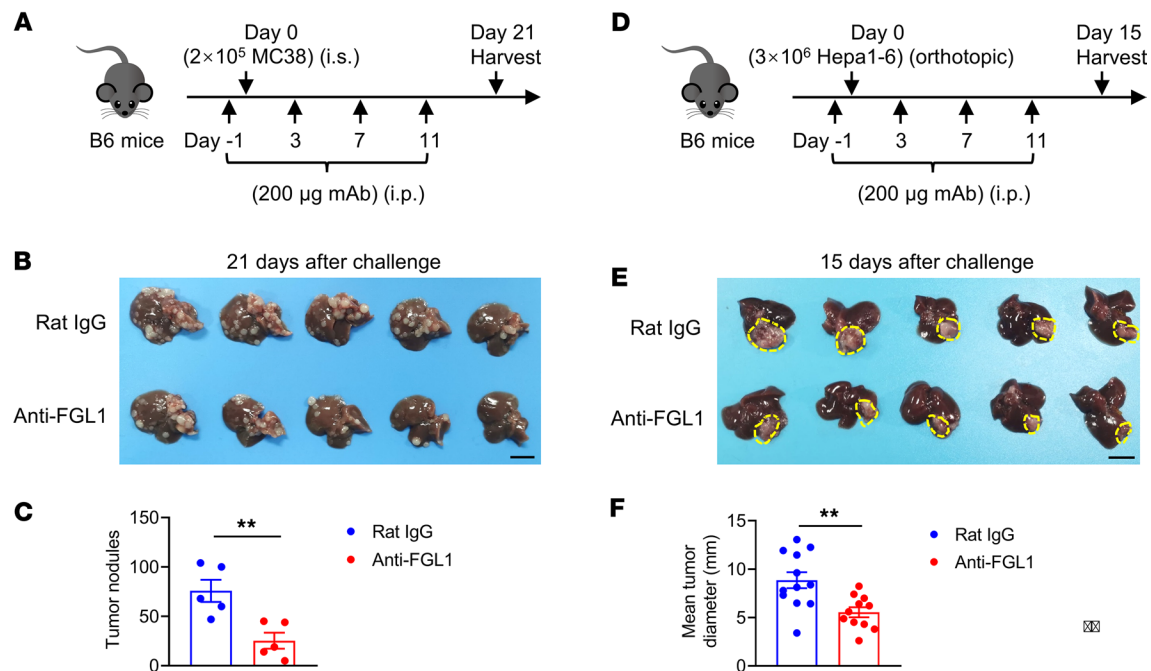 A
Day 0
(2×10⁵ MC38) (i.s.)
Day 21
Harvest
B6 mice
Day -1 3 7 11
(200 µg mAb) (i.p.)
D
Day 0
(3×10⁶ Hepa1-6) (orthotopic)
Day 15
Harvest
B6 mice
Day -1 3 7 11
(200 µg mAb) (i.p.)
B
21 days after challenge
Rat IgG
Anti-FGL1
E
15 days after challenge
Rat IgG
Anti-FGL1
C
Tumor nodules
150
100
50
0
**
Rat IgG
Anti-FGL1
F
Mean tumor
diameter (mm)
15
10
5
0
**
Rat IgG
Anti-FGL1